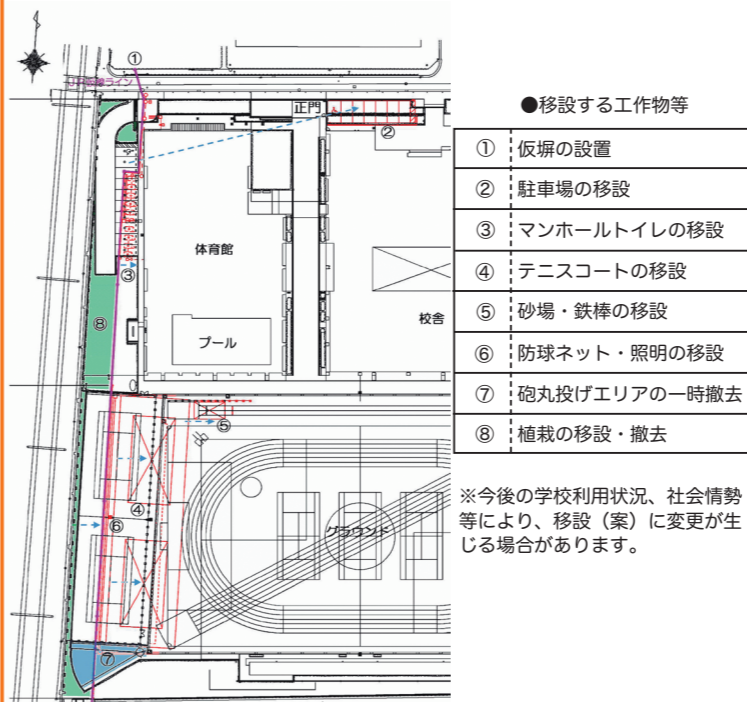 ①
正門
②
体育館
③
校舎
⑧
プール
⑤
④
グラウンド
⑥
⑦
●移設する工作物等
① 仮塀の設置
② 駐車場の移設
③ マンホールトイレの移設
④ テニスコートの移設
⑤ 砂場・鉄棒の移設
⑥ 防球ネット・照明の移設
⑦ 砲丸投げエリアの一時撤去
⑧ 植栽の移設・撤去
※今後の学校利用状況、社会情勢
等により、移設（案）に変更が生
じる場合があります。